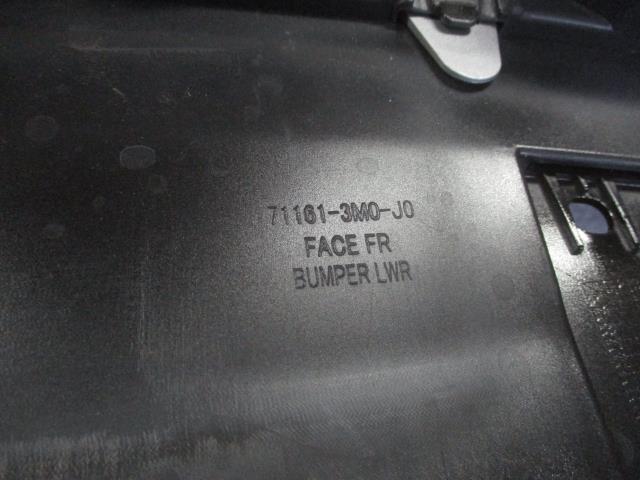 71161-3M0-J0
FACE FR
BUMPER LWR